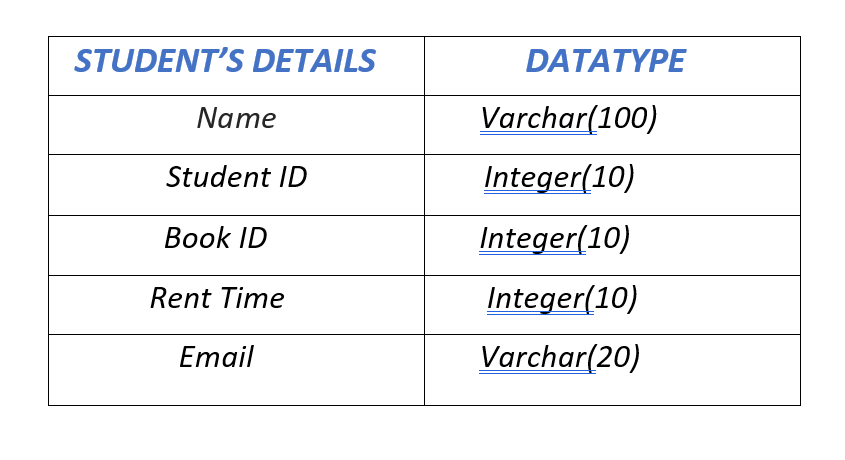 STUDENT’S DETAILS DATATYPE
Name Varchar(100)
Student ID Integer(10)
Book ID Integer(10)
Rent Time Integer(10)
Email Varchar(20)